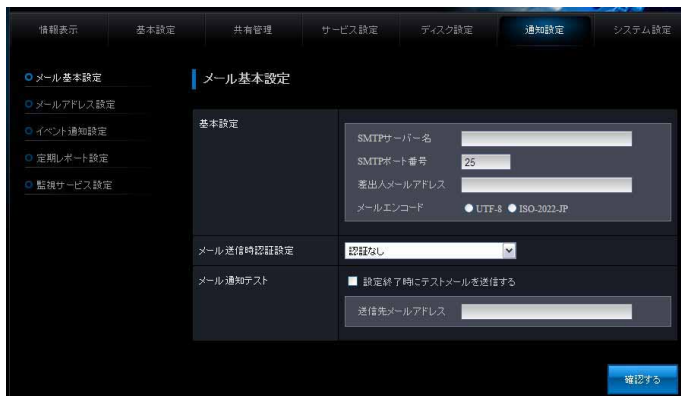 情報表示 基本設定 共有管理 サービス設定 ディスク設定 通知設定 システム設定
メール基本設定
メールアドレス設定
イベント通知設定
定期レポート設定
監視サービス設定
メール基本設定
基本設定
SMTPサーバー名
SMTPポート番号 25
差出人メールアドレス
メールエンコード UTF-8 ISO-2022-JP
メール送信時認証設定 認証なし
メール通知テスト 設定終了時にテストメールを送信する
送信先メールアドレス
確認する